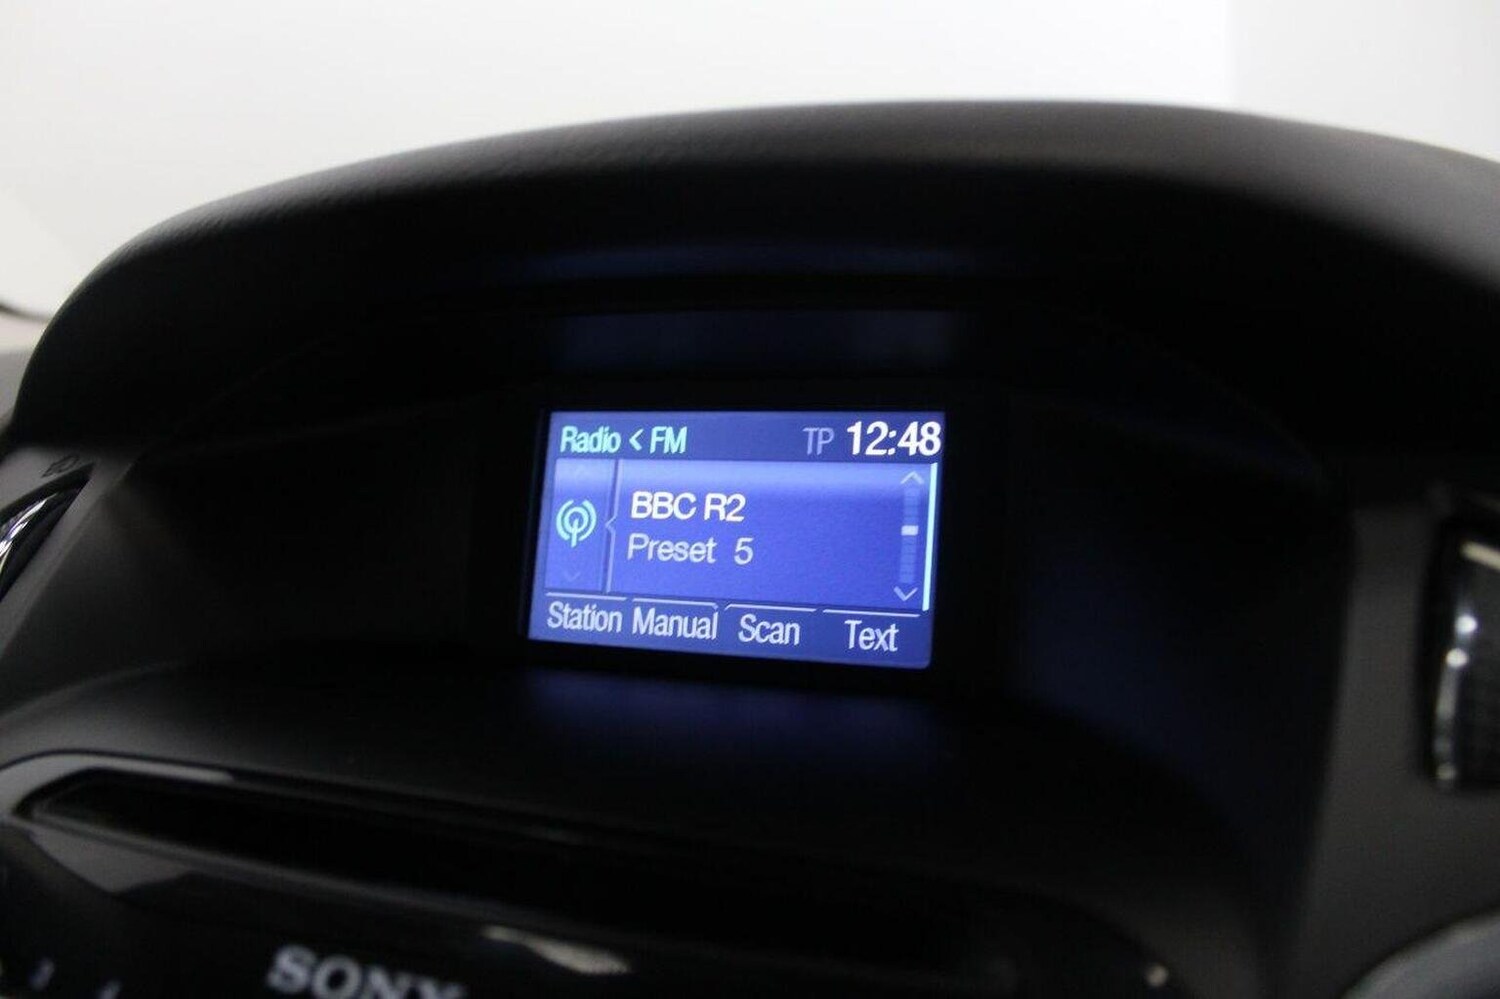 Radio < FM TP 12:48
BBC R2
Preset 5
Station Manual Scan Text
SONY